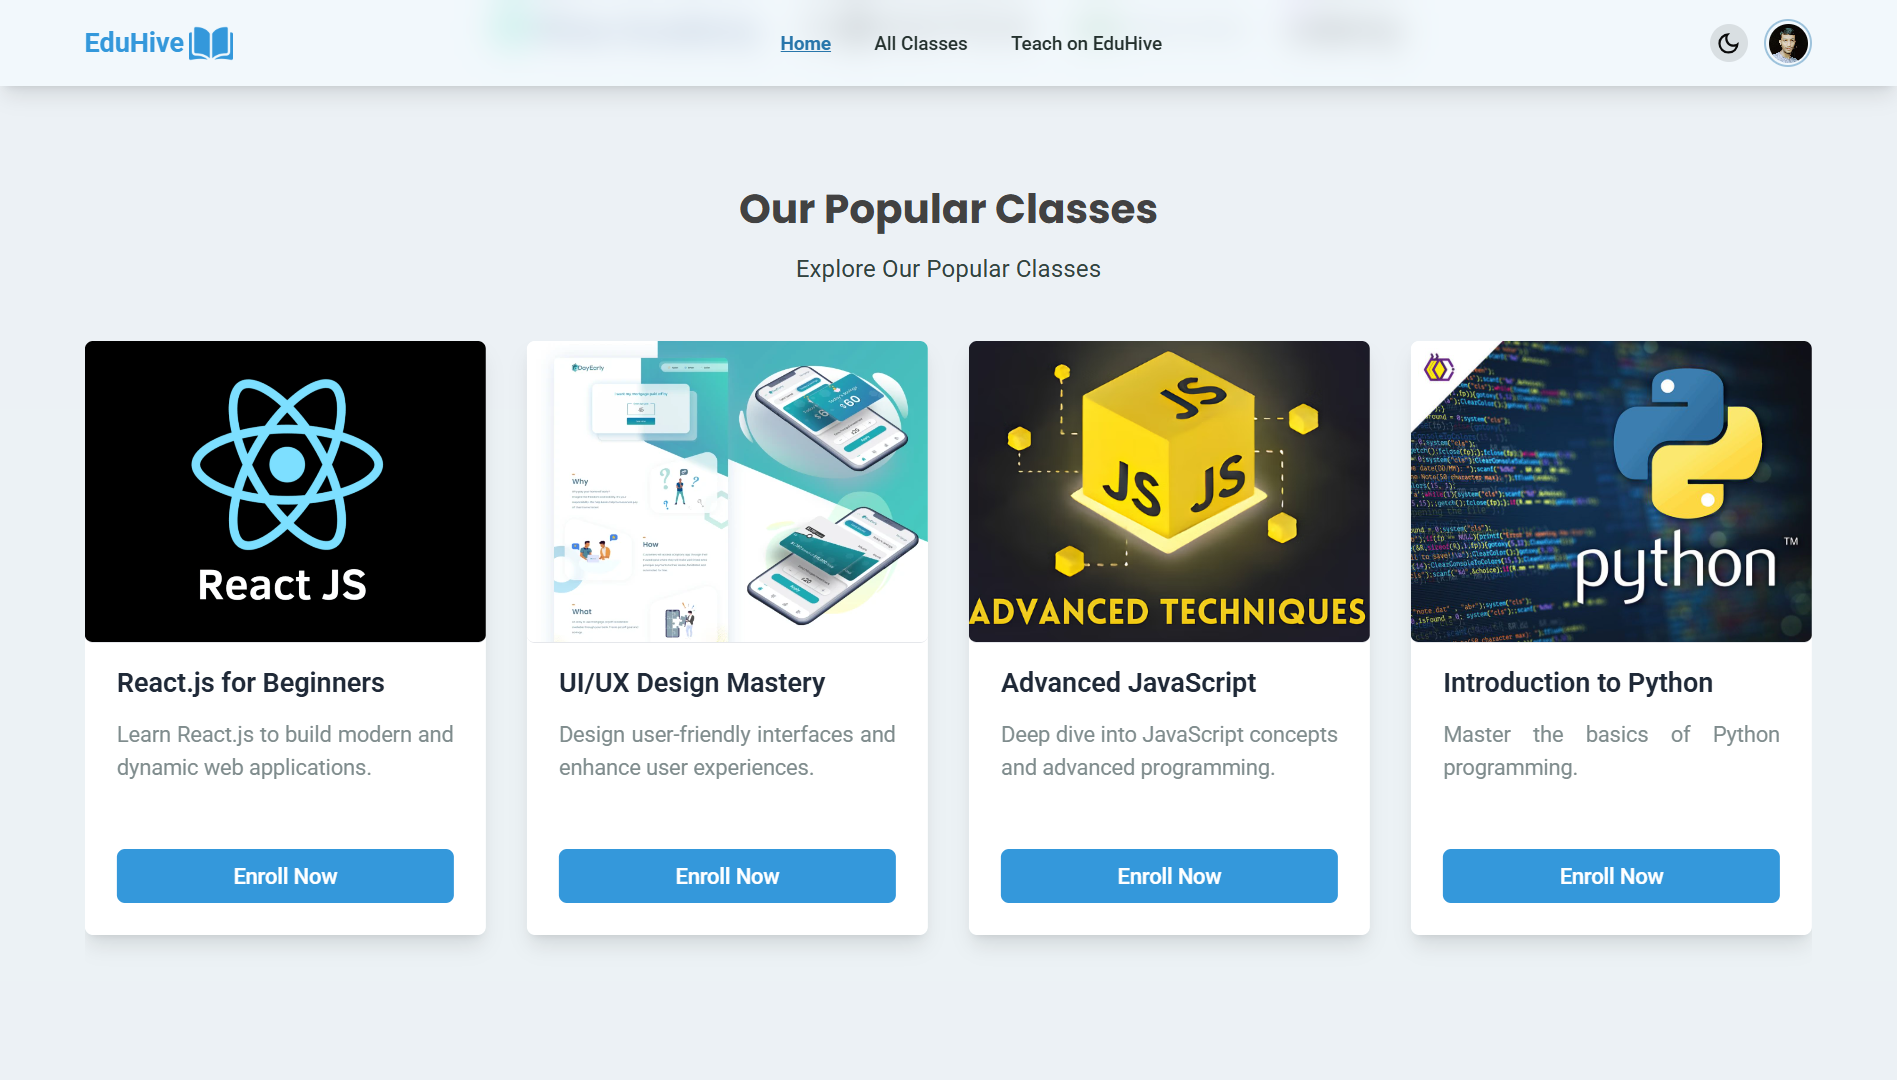 EduHive
Home
All Classes
Teach on EduHive
Our Popular Classes
Explore Our Popular Classes
React JS
Why
How
What
$60
JS
JS
JS
ADVANCED TECHNIQUES
python
TM
React.js for Beginners
Learn React.js to build modern and
dynamic web applications.
Enroll Now
UI/UX Design Mastery
Design user-friendly interfaces and
enhance user experiences.
Enroll Now
Advanced JavaScript
Deep dive into JavaScript concepts
and advanced programming.
Enroll Now
Introduction to Python
Master the basics of Python
programming.
Enroll Now